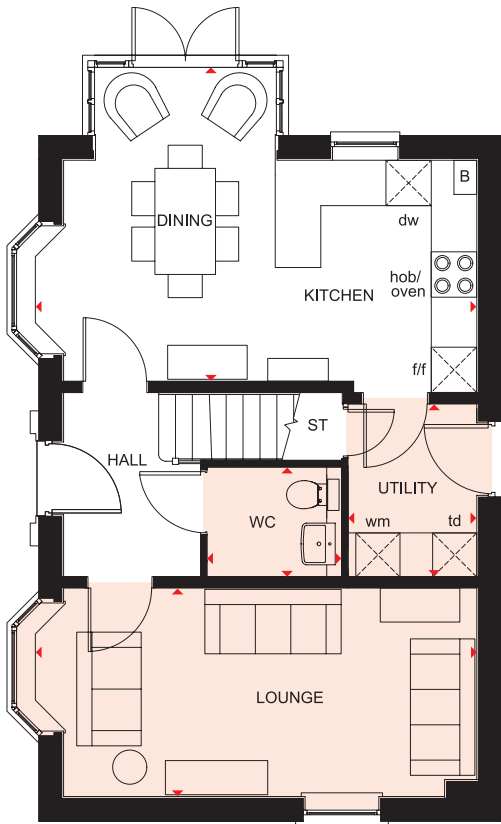 B
dw
DINING
hob/
oven
KITCHEN
f/f
ST
HALL
UTILITY
WC
wm td
LOUNGE